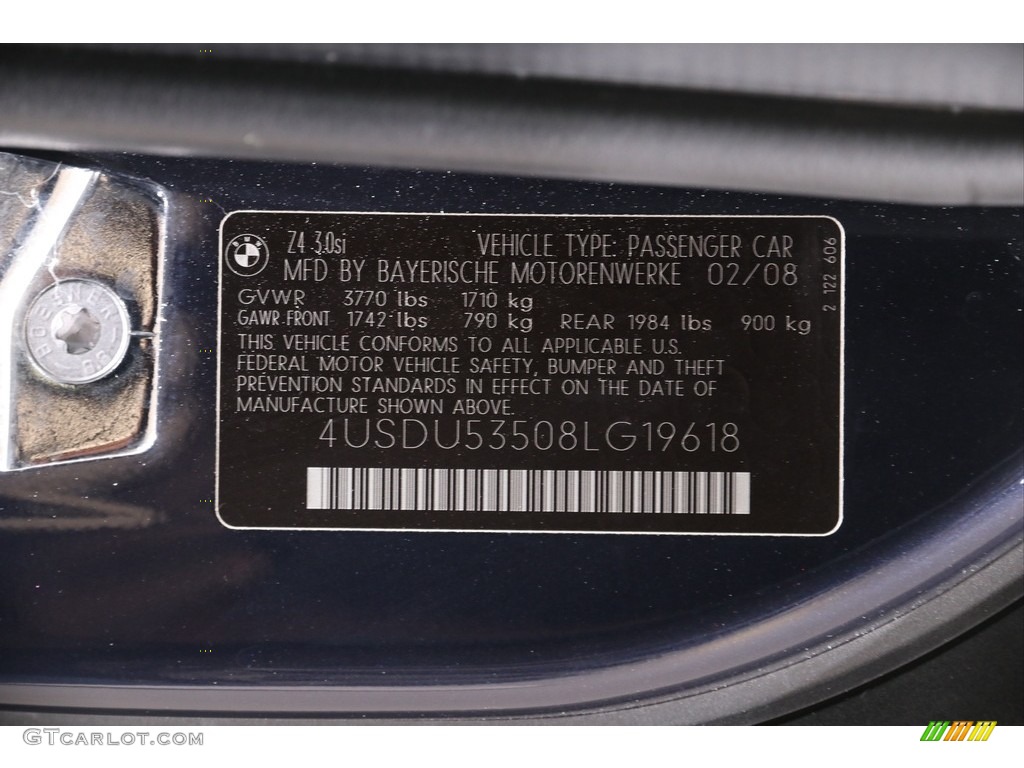 Z4 3.0si VEHICLE TYPE: PASSENGER CAR
MFD BY BAYERISCHE MOTORENWERKE 02/08
GVWR 3770 lbs 1710 kg
GAWR FRONT 1742 lbs 790 kg REAR 1984 lbs 900 kg
THIS VEHICLE CONFORMS TO ALL APPLICABLE U.S.
FEDERAL MOTOR VEHICLE SAFETY, BUMPER AND THEFT
PREVENTION STANDARDS IN EFFECT ON THE DATE OF
MANUFACTURE SHOWN ABOVE.
4USDU53508LG19618
2 122 606
GTcarlot.com